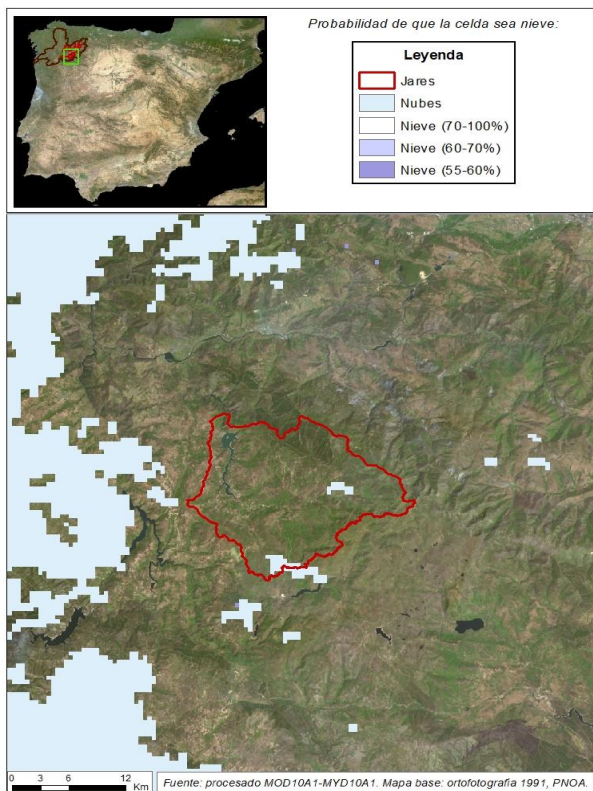 Probabilidad de que la celda sea nieve:
Leyenda
Jares
Nubes
Nieve (70-100%)
Nieve (60-70%)
Nieve (55-60%)
0 3 6 12
Km
Fuente: procesado MOD10A1-MYD10A1. Mapa base: ortofotografia 1991, PNOA.